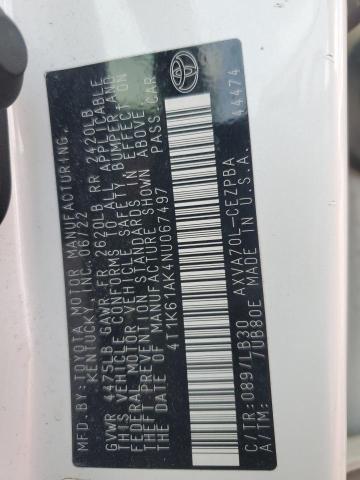 MFD. BY: TOYOTA MOTOR MANUFACTURING,
KENTUCKY, INC. 06/22
GVWR 4475LB GAWR FR 2620LB RR 2420LB
THIS VEHICLE CONFORMS TO ALL APPLICABLE
FEDERAL MOTOR VEHICLE SAFETY, BUMPER, AND
THEFT PREVENTION STANDARDS IN EFFECT ON
THE DATE OF MANUFACTURE SHOWN ABOVE.
4T1K61AK4NU067497 PASS.CAR
C/TR:089/LB30 AXVA70L-CEZPBA
A/TM: /UB80E MADE IN U.S.A.
44474